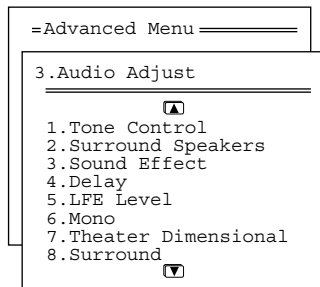 =Advanced Menu
3.Audio Adjust
1.Tone Control
2.Surround Speakers
3.Sound Effect
4.Delay
5.LFE Level
6.Mono
7.Theater Dimensional
8.Surround